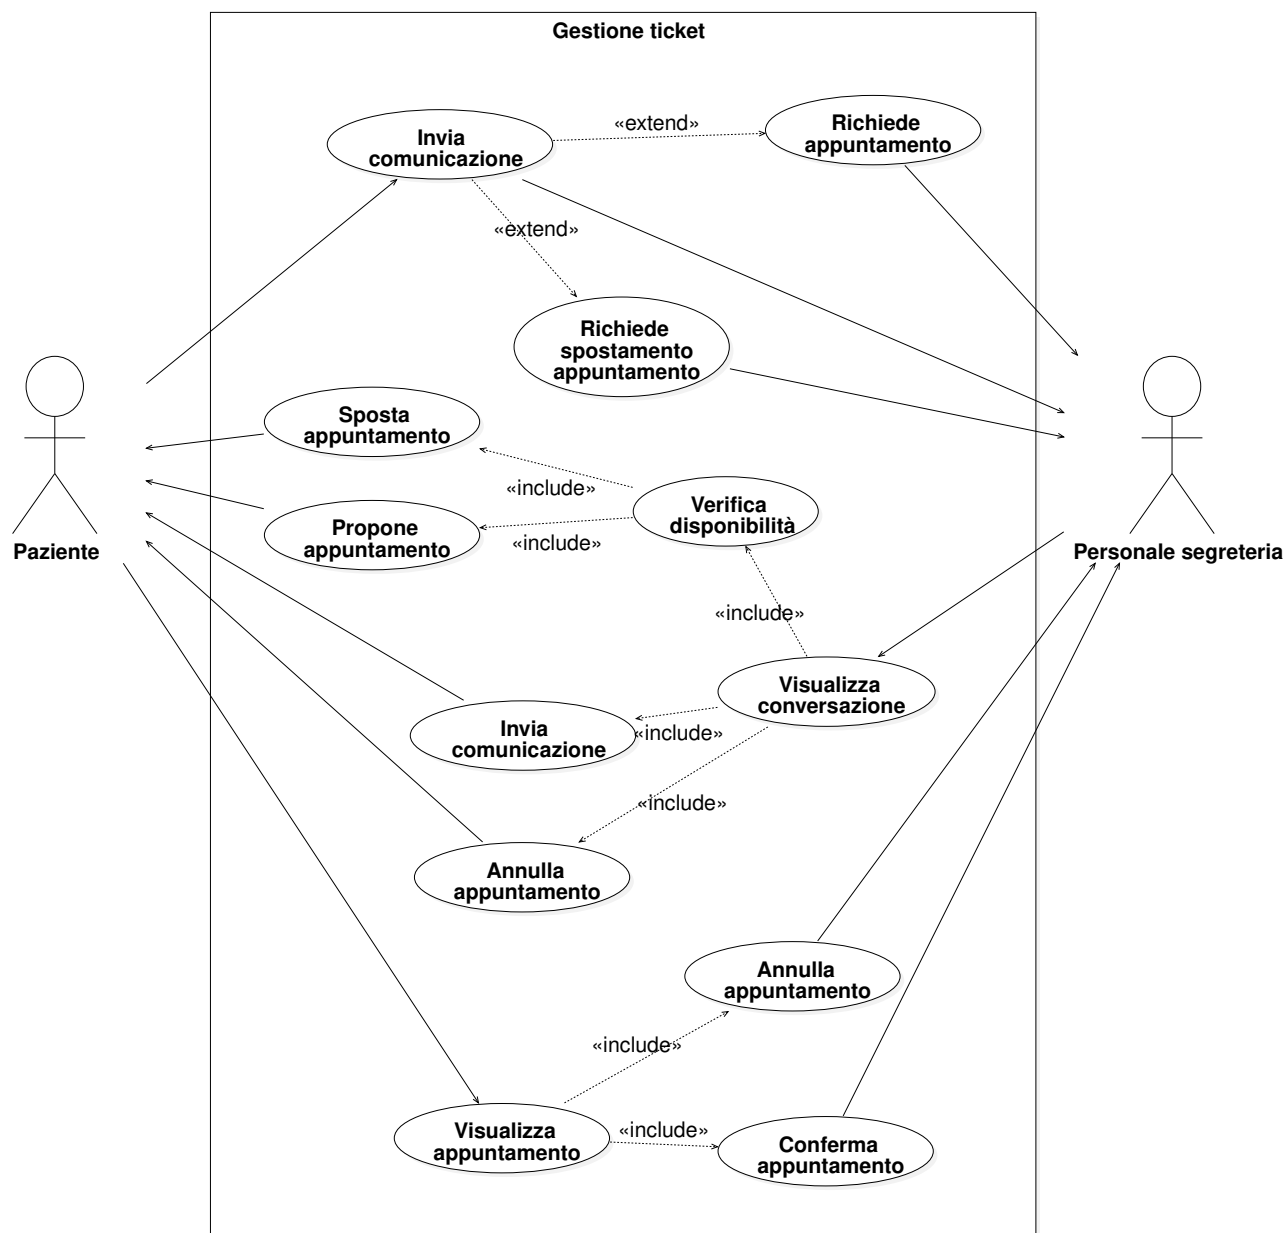 Gestione ticket
Invia
comunicazione
«extend»
Richiede
appuntamento
«extend»
Richiede
spostamento
appuntamento
Sposta
appuntamento
«include»
Verifica
disponibilità
Propone
appuntamento
«include»
Paziente
Personale segreteria
«include»
Visualizza
conversazione
Invia
comunicazione
«include»
«include»
Annulla
appuntamento
Annulla
appuntamento
«include»
Visualizza
appuntamento
«include»
Conferma
appuntamento